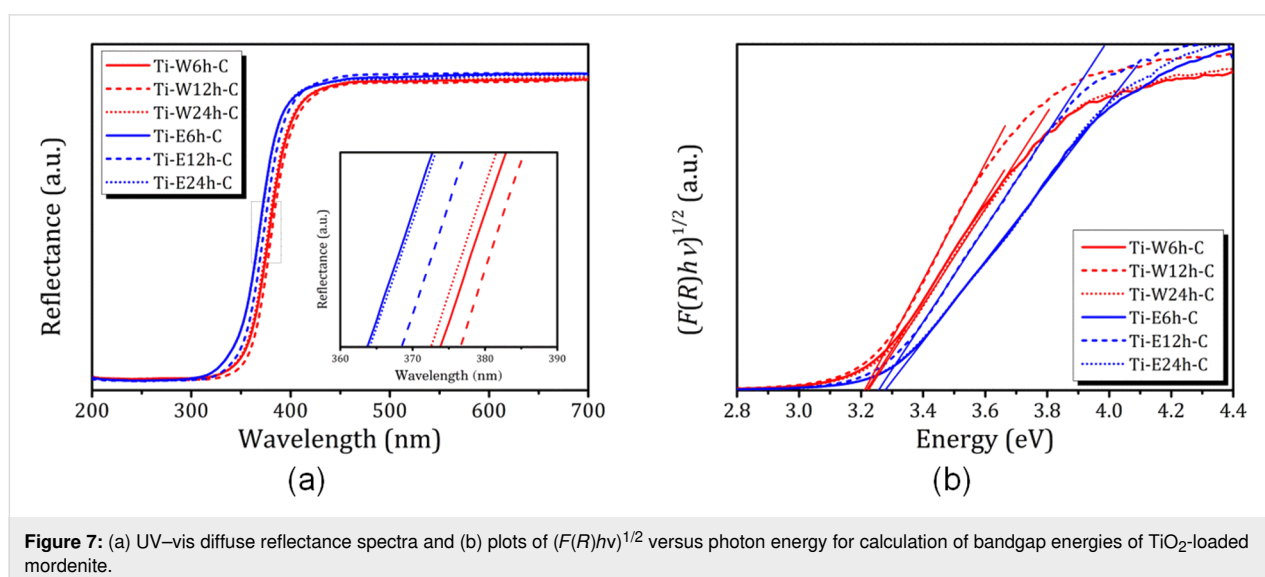 Ti-W6h-C
Ti-W12h-C
Ti-W24h-C
Ti-E6h-C
Ti-E12h-C
Ti-E24h-C
Reflectance (a.u.)
Reflectance (a.u.)
360 370 380 390
Wavelength (nm)
200 300 400 500 600 700
Wavelength (nm)
(a)
(F(R)hν)1/2 (a.u.)
Ti-W6h-C
Ti-W12h-C
Ti-W24h-C
Ti-E6h-C
Ti-E12h-C
Ti-E24h-C
2.8 3.0 3.2 3.4 3.6 3.8 4.0 4.2 4.4
Energy (eV)
(b)
Figure 7: (a) UV–vis diffuse reflectance spectra and (b) plots of (F(R)hν)1/2 versus photon energy for calculation of bandgap energies of TiO2-loaded
mordenite.